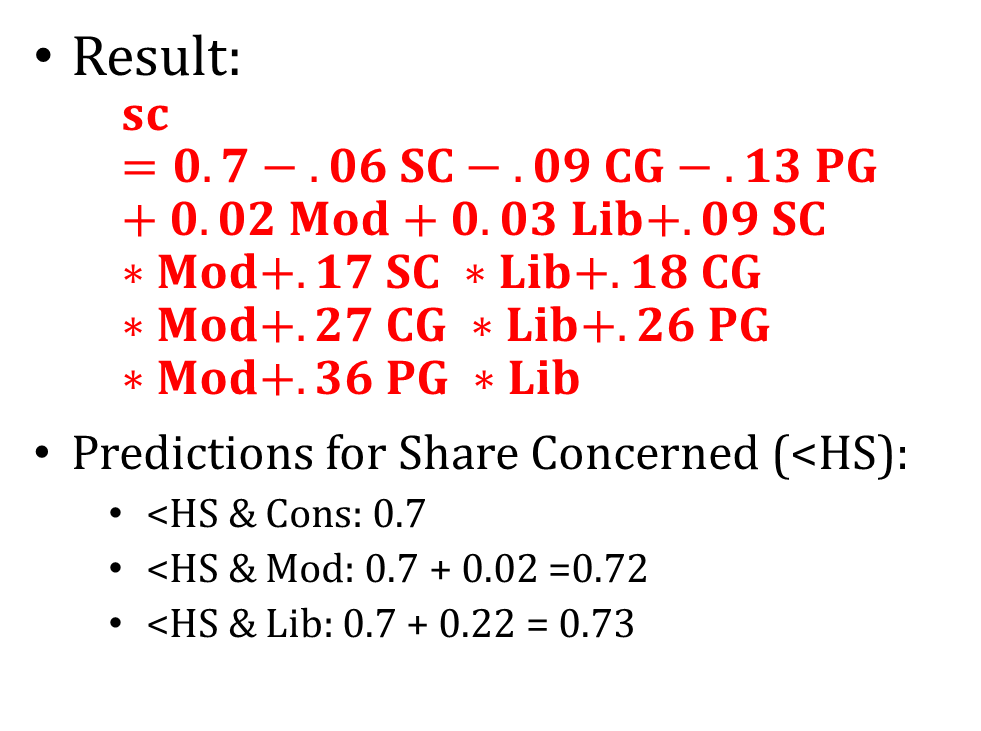 • Result:
sc
= 0.7 − .06 SC − .09 CG − .13 PG
+ 0.02 Mod + 0.03 Lib+.09 SC
∗ Mod+.17 SC ∗ Lib+.18 CG
∗ Mod+.27 CG ∗ Lib+.26 PG
∗ Mod+.36 PG ∗ Lib
• Predictions for Share Concerned (<HS):
• <HS & Cons: 0.7
• <HS & Mod: 0.7 + 0.02 =0.72
• <HS & Lib: 0.7 + 0.22 = 0.73